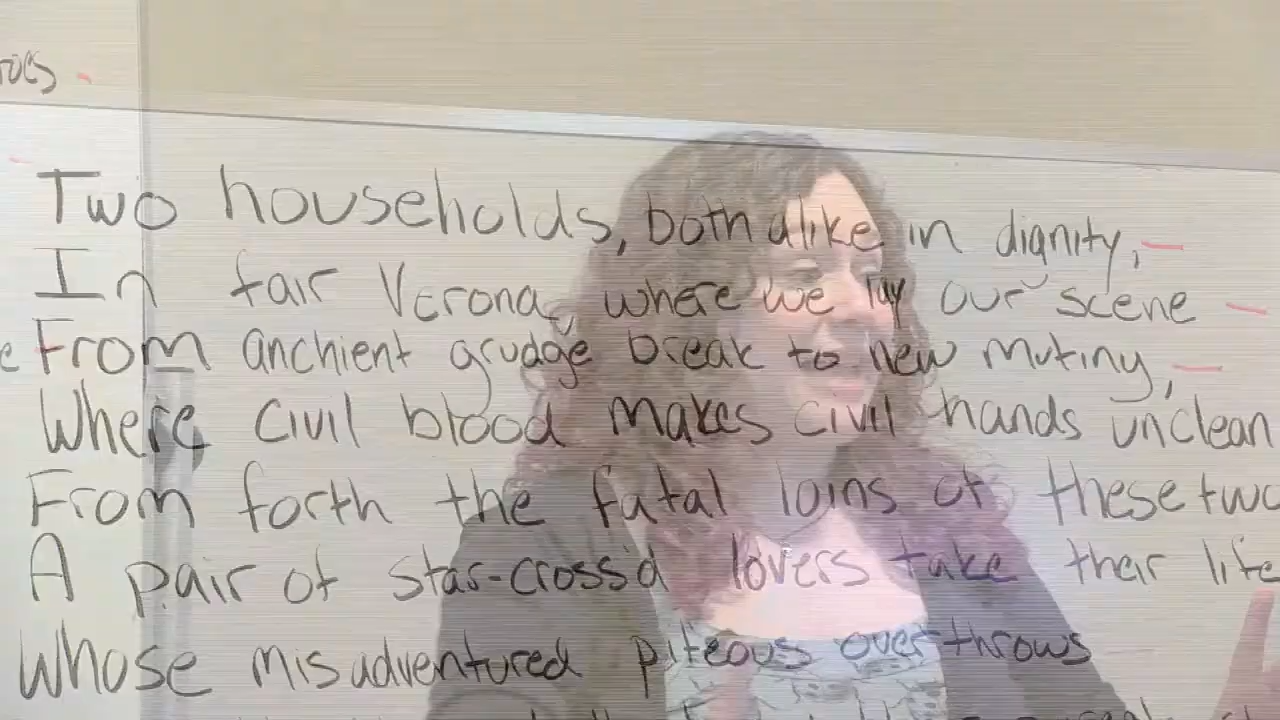 Two households, both alike in dignity,
In fair Verona, where we lay our scene
From anchient grudge break to new mutiny,
Where civil blood makes civil hands unclean
From forth the fatal loins of these two
A pair of star-cross'd lovers take their life
Whose misadventured piteous overthrows